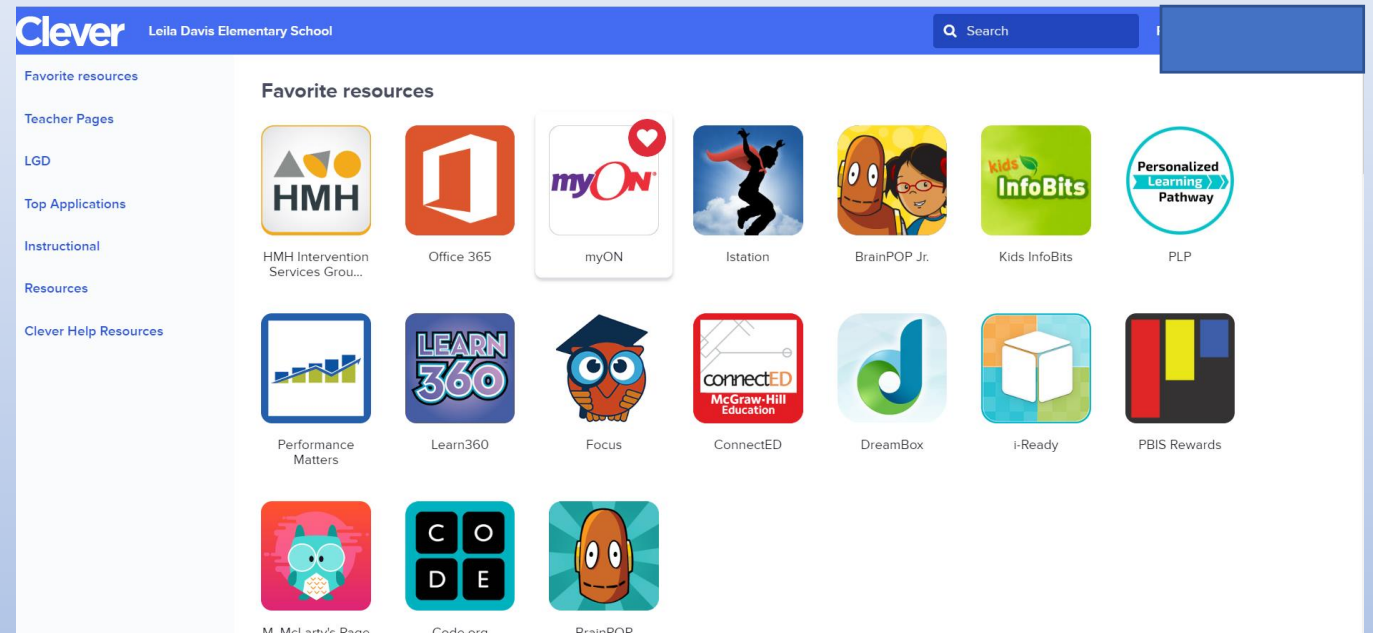 Clever Leila Davis Elementary School
Search
Favorite resources
Teacher Pages
LGD
Top Applications
Instructional
Resources
Clever Help Resources
Favorite resources
HMH
myON
kids InfoBits
Personalized
Learning
Pathway
HMH Intervention
Services Grou...
Office 365
myON
Istation
BrainPOP Jr.
Kids InfoBits
PLP
LEARN
360
connectED
McGraw-Hill
Education
Performance
Matters
Learn360
Focus
ConnectED
DreamBox
i-Ready
PBIS Rewards
C O
D E
M. McLarty's Page
Code.org
BrainPOP